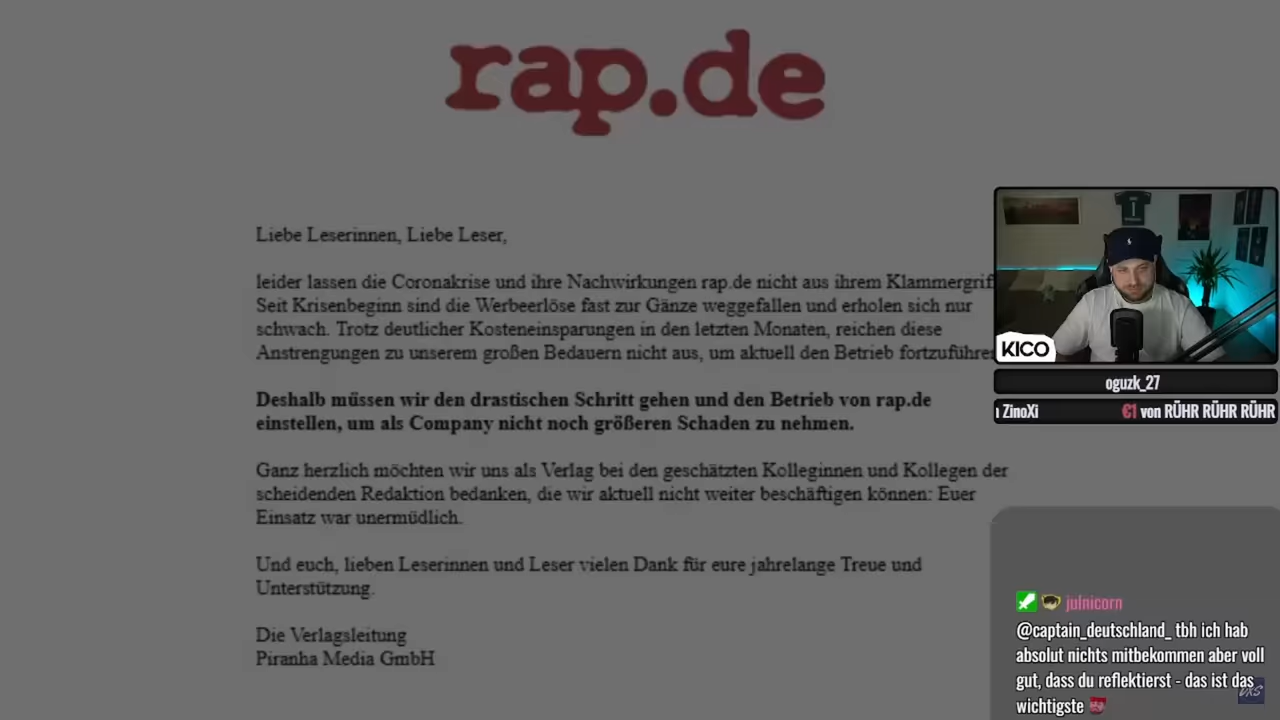 rap.de
Liebe Leserinnen, Liebe Leser,
leider lassen die Coronakrise und ihre Nachwirkungen rap.de nicht aus ihrem Klammergriff
Seit Krisenbeginn sind die Werbeerlöse fast zur Gänze weggefallen und erholen sich nur
schwach. Trotz deutlicher Kosteneinsparungen in den letzten Monaten, reichen diese
Anstrengungen zu unserem großen Bedauern nicht aus, um aktuell den Betrieb fortzuführen
Deshalb müssen wir den drastischen Schritt gehen und den Betrieb von rap.de
einstellen, um als Company nicht noch größeren Schaden zu nehmen.
Ganz herzlich möchten wir uns als Verlag bei den geschätzten Kolleginnen und Kollegen der
scheidenden Redaktion bedanken, die wir aktuell nicht weiter beschäftigen können: Euer
Einsatz war unermüdlich.
Und euch, lieben Leserinnen und Leser vielen Dank für eure jahrelange Treue und
Unterstützung.
Die Verlagsleitung
Piranha Media GmbH
KICO
oguzk_27
ZinoXi €1 von RÜHR RÜHR RÜHR
julnicorn
@captain_deutschland_ tbh ich hab
absolut nichts mitbekommen aber voll
gut, dass du reflektierst - das ist das
wichtigste